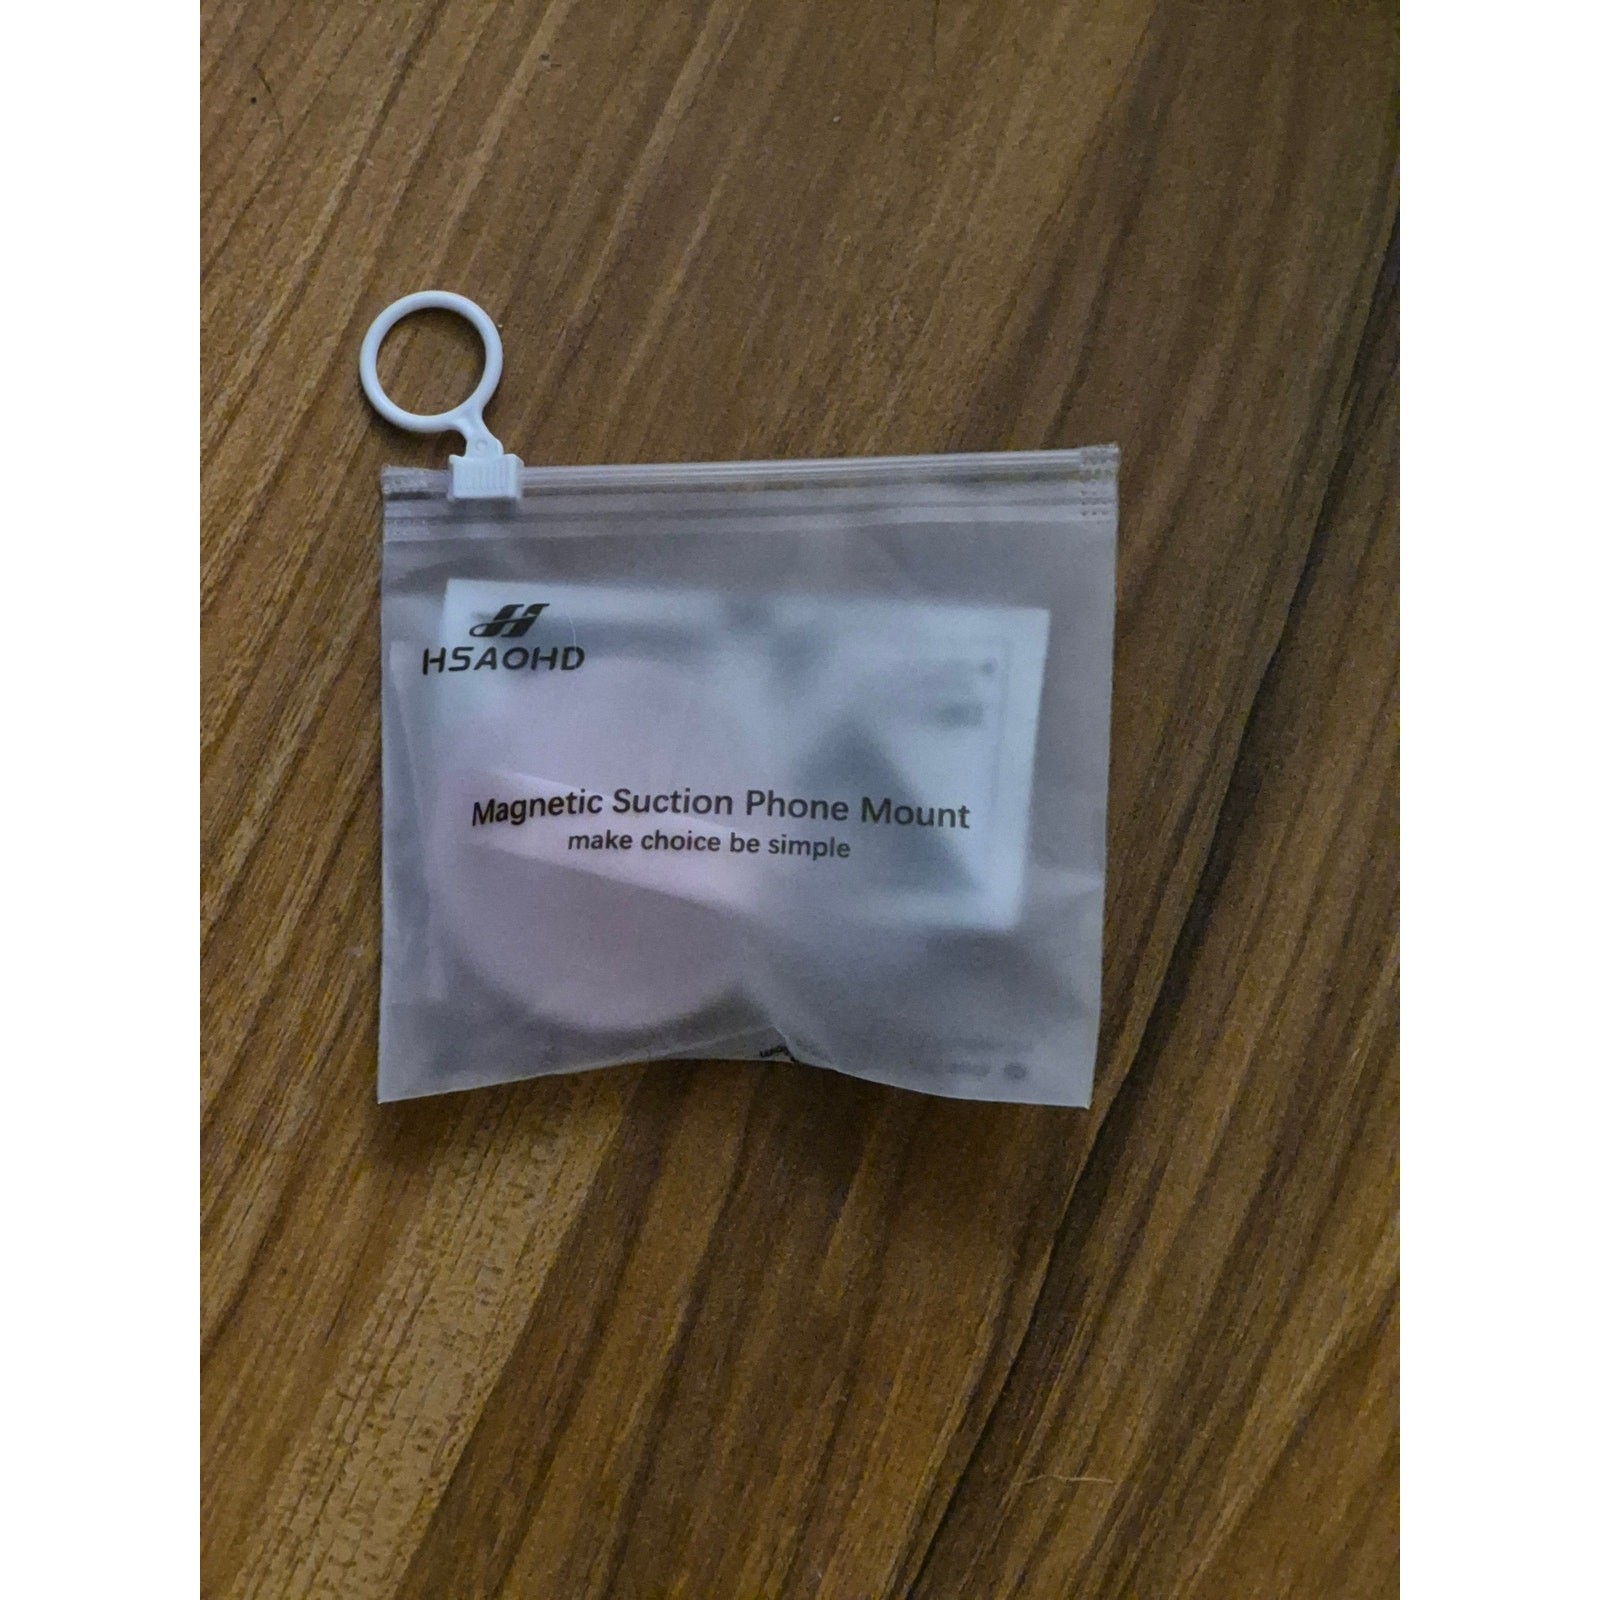 HSAOHD
Magnetic Suction Phone Mount
make choice be simple